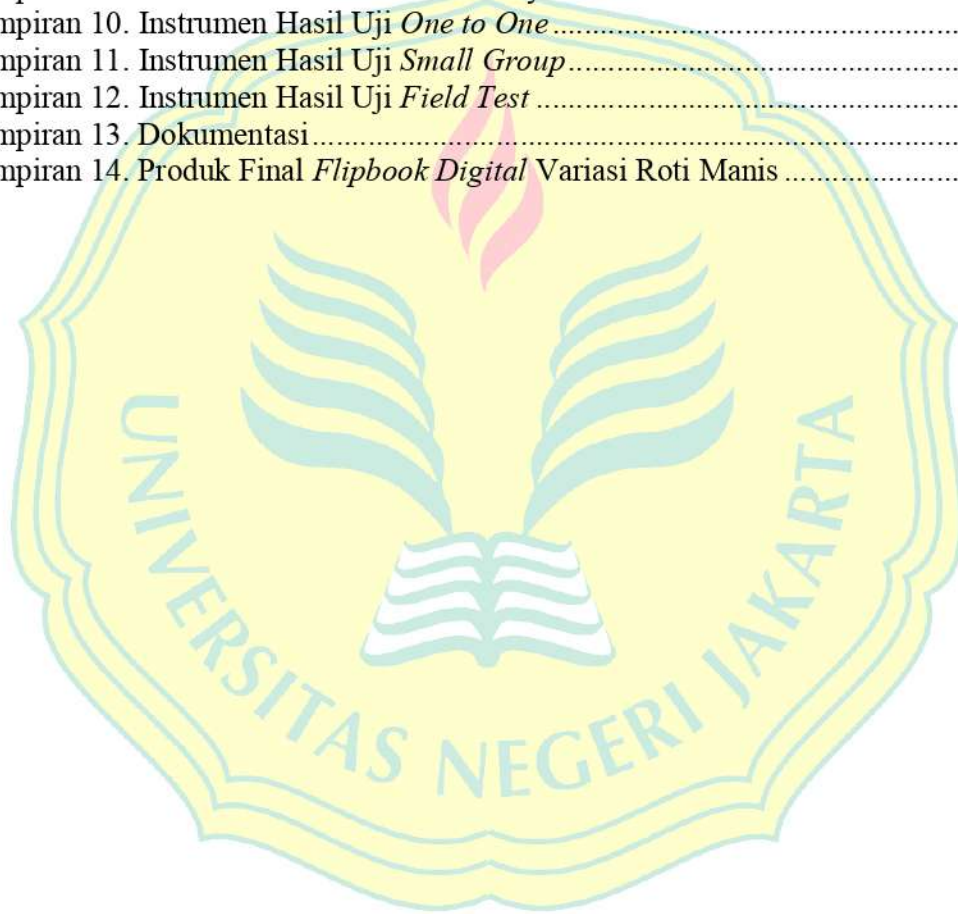 mpiran 10. Instrumen Hasil Uji One to One
mpiran 11. Instrumen Hasil Uji Small Group
mpiran 12. Instrumen Hasil Uji Field Test
mpiran 13. Dokumentasi
mpiran 14. Produk Final Flipbook Digital Variasi Roti Manis
UNIVERSITAS NEGERI JAKARTA